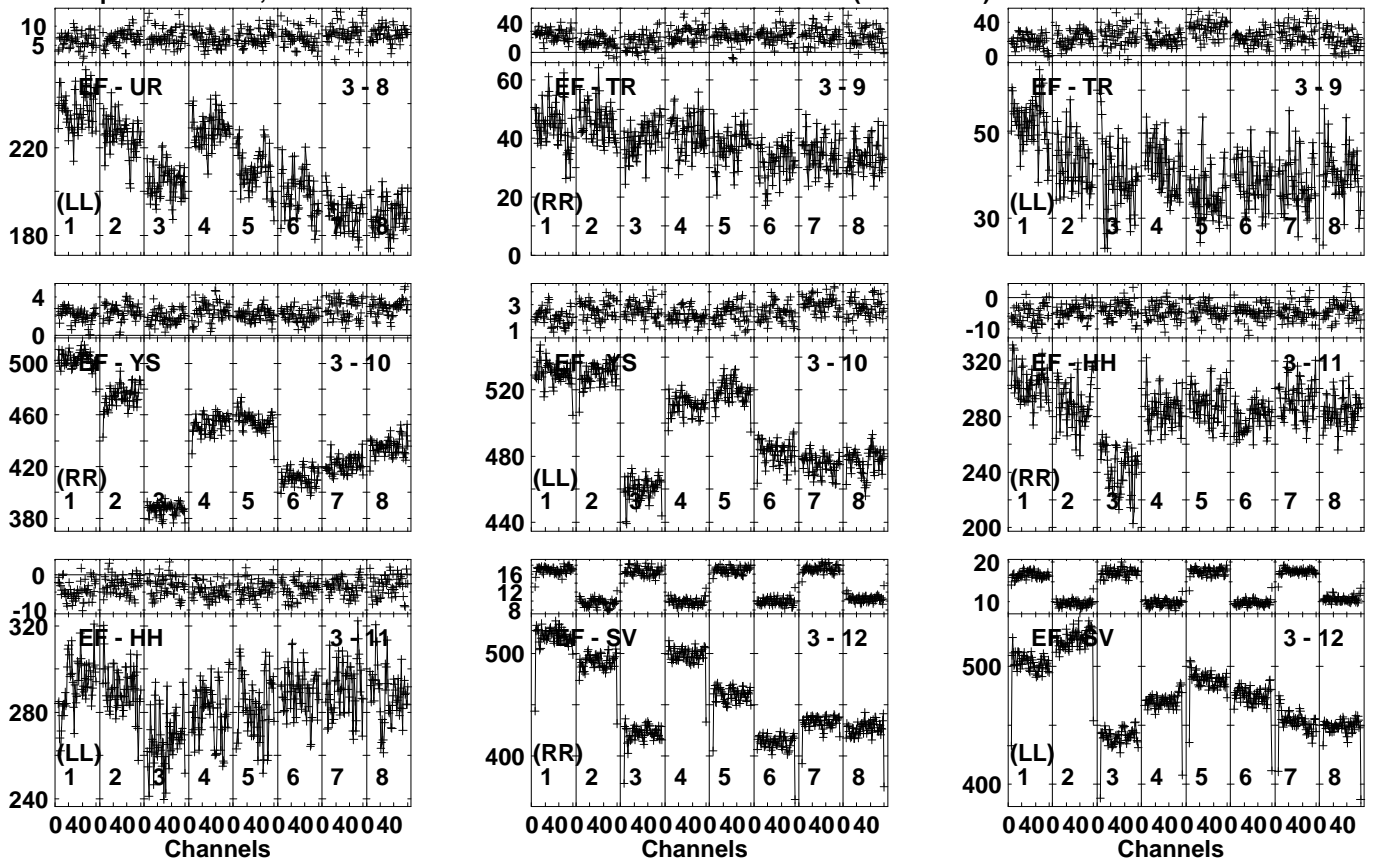 10 40 40
5 0 20
0
EF - UR 3 - 8 60 EF - TR 3 - 9 EF - TR 3 - 9
220 40 50
20
(LL) (RR) (LL) 30
1 2 3 4 5 6 7 8 1 2 3 4 5 6 7 8 1 2 3 4 5 6 7 8
180 0
4 3 0
0 1 -10
500 EF - YS 3 - 10 EF - YS 3 - 10 320 EF - HH 3 - 11
460 520 280
420 480 240
(RR) (LL) (RR)
1 2 3 4 5 6 7 8 1 2 3 4 5 6 7 8 1 2 3 4 5 6 7 8
380 440 200
0 16 20
-10 12 10
8
320 EF - HH 3 - 11 EF - SV 3 - 12 EF - SV 3 - 12
280 500 500
(LL) (RR) 400 (LL)
1 2 3 4 5 6 7 8 1 2 3 4 5 6 7 8 1 2 3 4 5 6 7 8
240 400
0 40 0 40 0 40 0 40 0 40 0 40 0 40 0 40 0 40 0 40 0 40 0 40 0 40 0 40 0 40 0 40 0 40 0 40 0 40 0 40 0 40 0 40 0 40 0 40
Channels Channels Channels